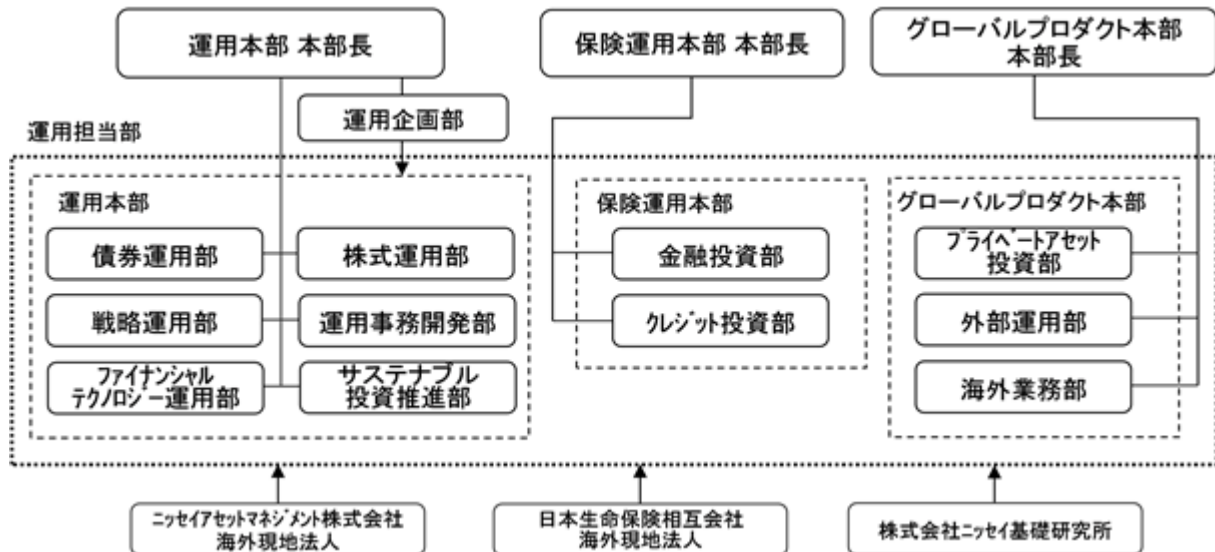 運用本部 本部長
保険運用本部 本部長
グローバルプロダクト本部
本部長
運用企画部
運用担当部
運用本部
債券運用部
株式運用部
戦略運用部
運用事務開発部
ファイナンシャル
テクノロジー運用部
サステナブル
投資推進部
保険運用本部
金融投資部
クレジット投資部
グローバルプロダクト本部
プライベートアセット
投資部
外部運用部
海外業務部
ニッセイアセットマネジメント株式会社
海外現地法人
日本生命保険相互会社
海外現地法人
株式会社ニッセイ基礎研究所